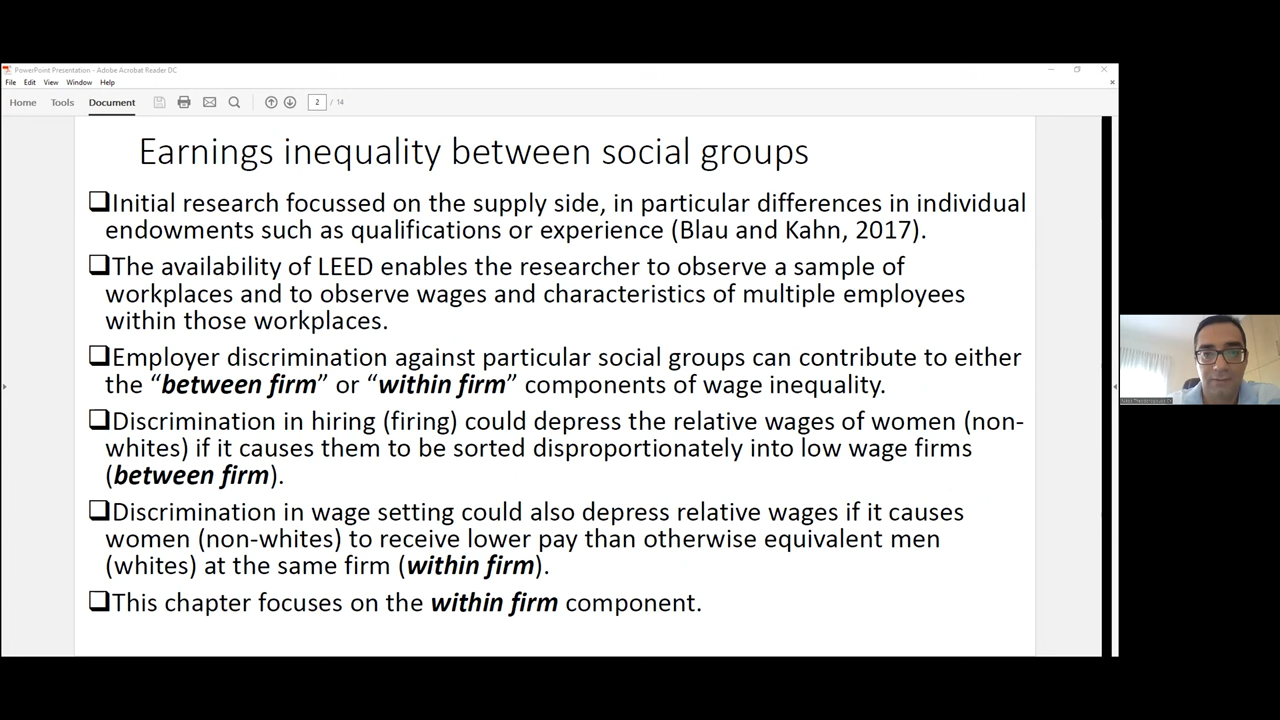 PowerPoint Presentation - Adobe Acrobat Reader DC
File Edit View Window Help
Home Tools Document 2 / 14
Earnings inequality between social groups
❑Initial research focussed on the supply side, in particular differences in individual
endowments such as qualifications or experience (Blau and Kahn, 2017).
❑The availability of LEED enables the researcher to observe a sample of
workplaces and to observe wages and characteristics of multiple employees
within those workplaces.
❑Employer discrimination against particular social groups can contribute to either
the “between firm” or “within firm” components of wage inequality.
❑Discrimination in hiring (firing) could depress the relative wages of women (non-
whites) if it causes them to be sorted disproportionately into low wage firms
(between firm).
❑Discrimination in wage setting could also depress relative wages if it causes
women (non-whites) to receive lower pay than otherwise equivalent men
(whites) at the same firm (within firm).
❑This chapter focuses on the within firm component.